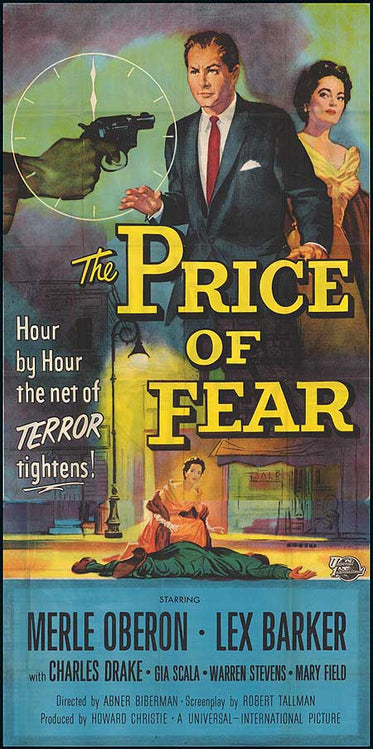 The PRICE
OF
FEAR
Hour
by Hour
the net of
TERROR
tightens!
SALE
STARRING
MERLE OBERON · LEX BARKER
with CHARLES DRAKE · GIA SCALA · WARREN STEVENS · MARY FIELD
Directed by ABNER BIBERMAN · Screenplay by ROBERT TALLMAN
Produced by HOWARD CHRISTIE · A UNIVERSAL-INTERNATIONAL PICTURE